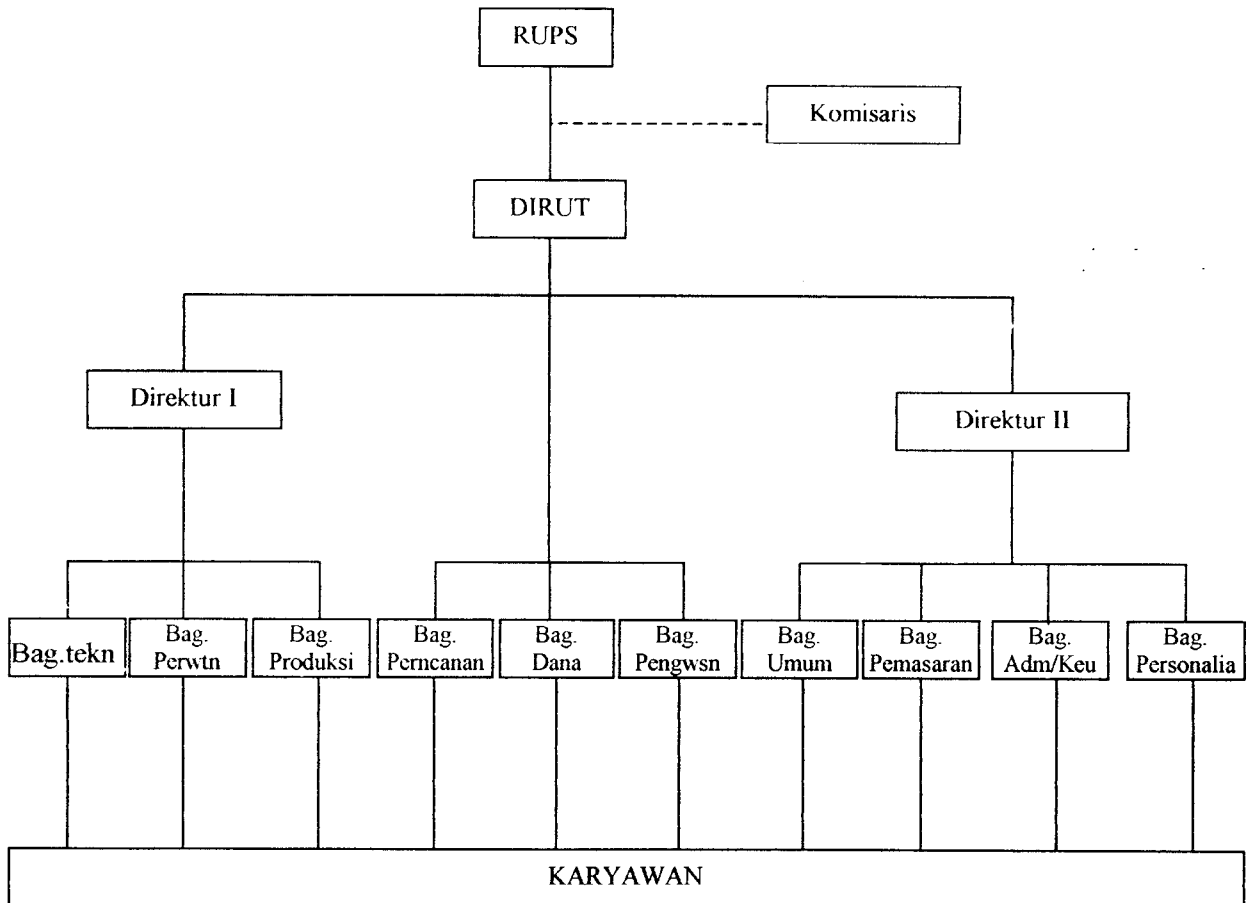 RUPS
Komisaris
DIRUT
Direktur I
Direktur II
Bag.tekn
Bag.
Perwtn
Bag.
Produksi
Bag.
Perncanan
Bag.
Dana
Bag.
Pengwsn
Bag.
Umum
Bag.
Pemasaran
Bag.
Adm/Keu
Bag.
Personalia
KARYAWAN